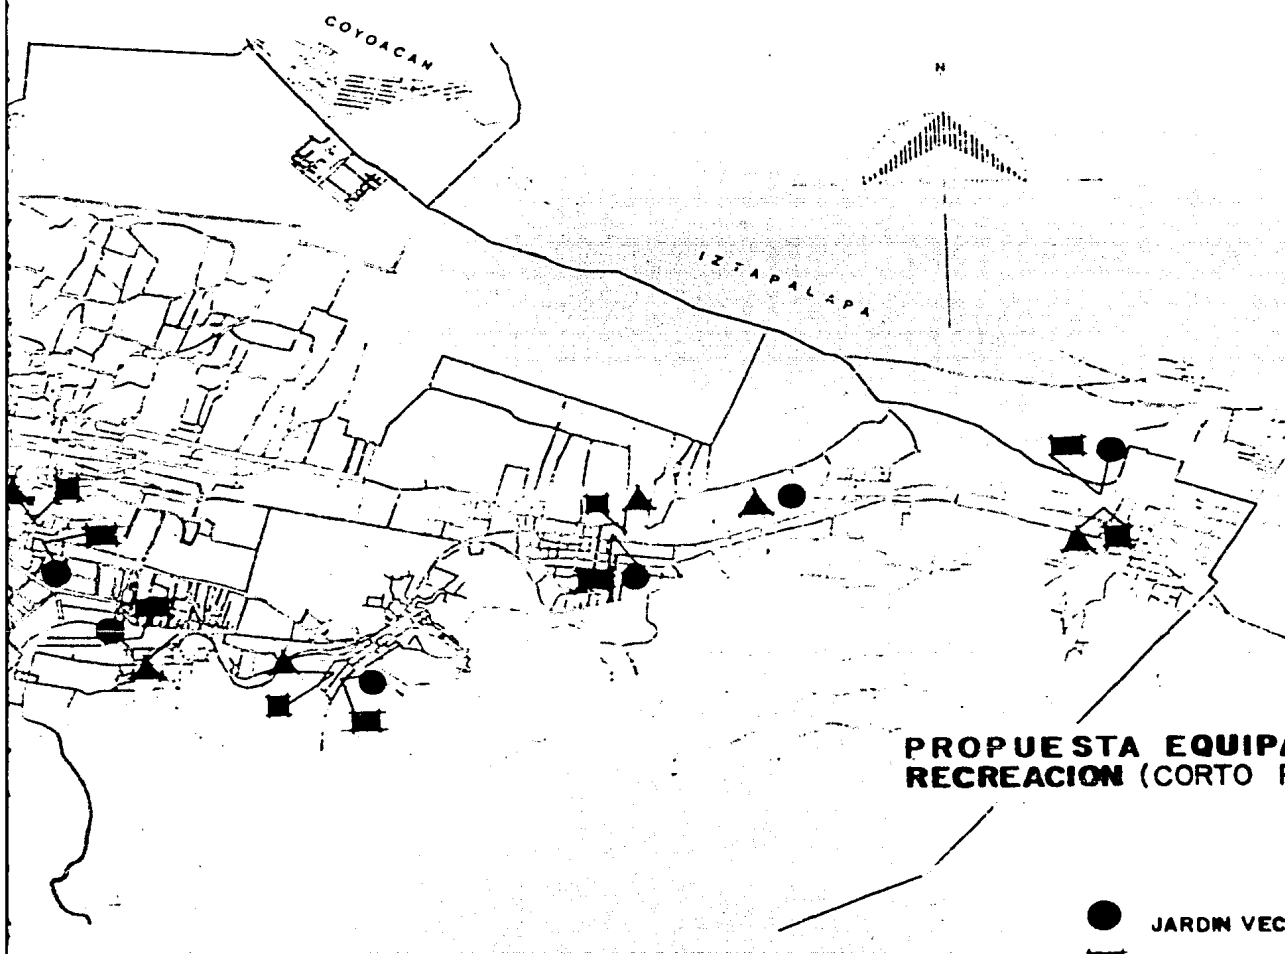 COYOACAN
N
IZTAPALAPA
PROPUESTA EQUIPA
RECREACION (CORTO P
JARDIN VEC